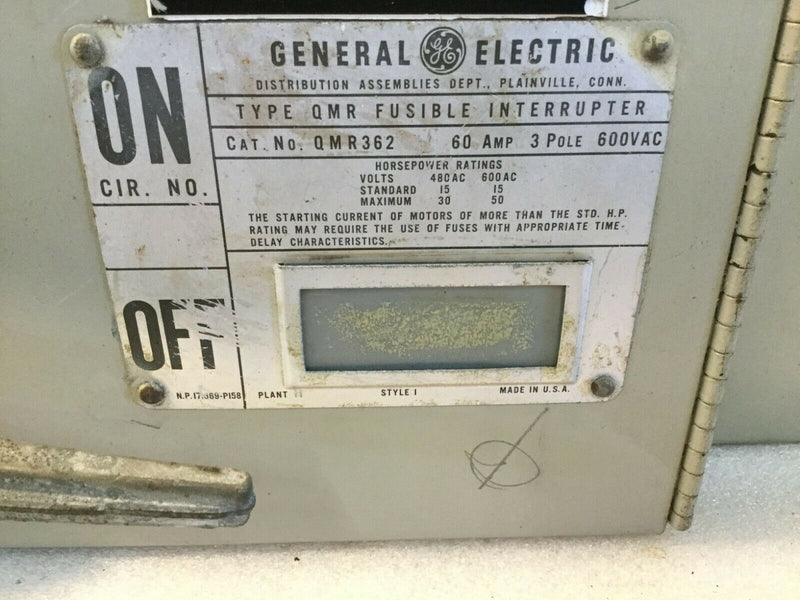 GENERAL GE ELECTRIC
DISTRIBUTION ASSEMBLIES DEPT., PLAINVILLE, CONN.
ON
TYPE QMR FUSIBLE INTERRUPTER
CAT. NO. QMR362 60 AMP 3 POLE 600VAC
HORSEPOWER RATINGS
VOLTS 480AC 600AC
STANDARD 15 15
MAXIMUM 30 50
CIR. NO.
THE STARTING CURRENT OF MOTORS OF MORE THAN THE STD. H.P.
RATING MAY REQUIRE THE USE OF FUSES WITH APPROPRIATE TIME-
DELAY CHARACTERISTICS.
OFF
PLANT STYLE I MADE IN U.S.A.